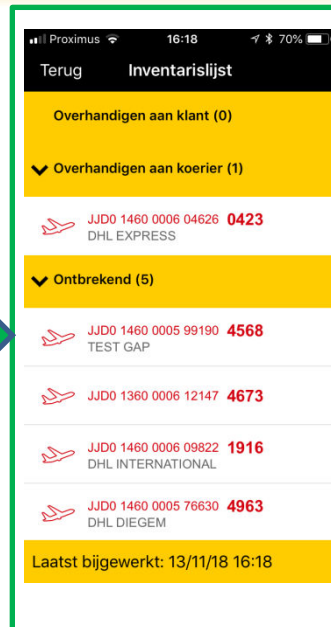 Proximus 16:18 70%
Terug Inventarislijst
Overhandigen aan klant (0)
Overhandigen aan koerier (1)
JJD0 1460 0006 04626 0423
DHL EXPRESS
Ontbrekend (5)
JJD0 1460 0005 99190 4568
TEST GAP
JJD0 1360 0006 12147 4673
JJD0 1460 0006 09822 1916
DHL INTERNATIONAL
JJD0 1460 0005 76630 4963
DHL DIEGEM
Laatst bijgewerkt: 13/11/18 16:18